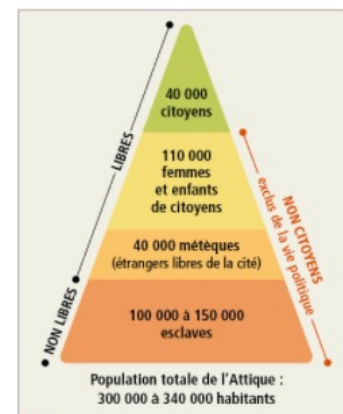 40 000
citoyens
110 000
femmes
et enfants
de citoyens
40 000 métèques
(étrangers libres de la cité)
100 000 à 150 000
esclaves
LIBRES
NON LIBRES
NON CITOYENS
exclus de la vie politique
Population totale de l'Attique :
300 000 à 340 000 habitants